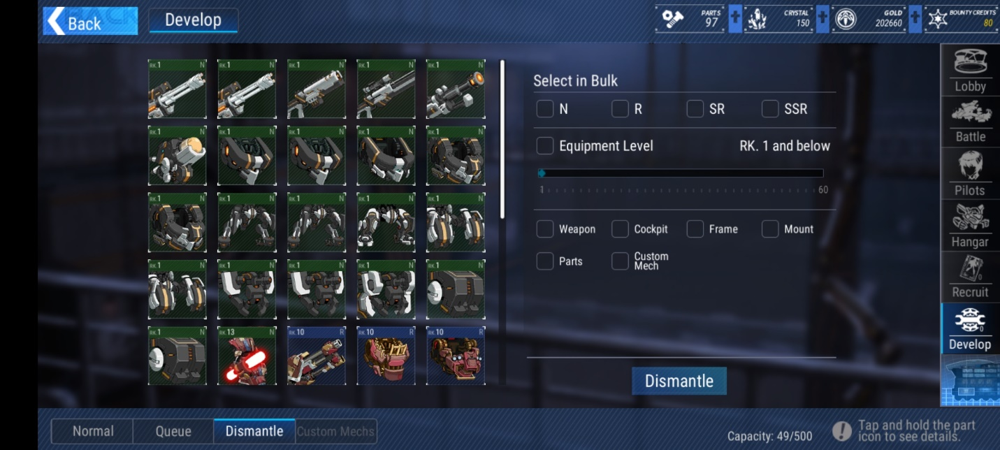 Back
Develop
PARTS
97
CRYSTAL
150
GOLD
202660
BOUNTY CREDITS
80
RK.1 N RK.1 N RK.1 N RK.1 N RK.1 N
RK.1 N RK.1 N RK.1 N RK.1 N RK.1 N
RK.1 N RK.1 N RK.1 N RK.1 N RK.1 N
RK.1 N RK.1 N RK.1 N RK.1 N RK.1 N
RK.1 N RK.13 N RK.10 R RK.10 R RK.10 R
Select in Bulk
N R SR SSR
Equipment Level RK. 1 and below
1 60
Weapon Cockpit Frame Mount
Parts Custom
Mech
Dismantle
Lobby
Battle
Pilots
Hangar
0
Recruit
0
Develop
Normal Queue Dismantle Custom Mechs
Capacity: 49/500
Tap and hold the part
icon to see details.